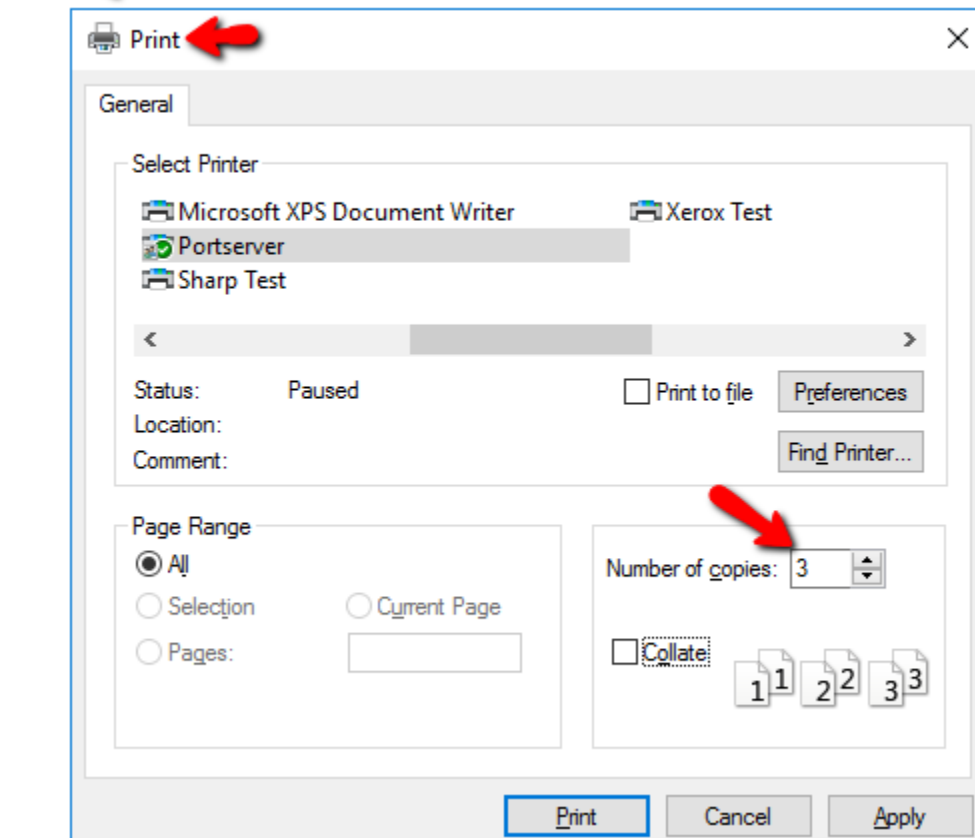 Print
General
Select Printer
Microsoft XPS Document Writer
Xerox Test
Portserver
Sharp Test
Status: Paused
Print to file
Preferences
Location:
Comment:
Find Printer...
Page Range
All
Number of copies: 3
Selection
Current Page
Pages:
Collate
1 1 2 2 3 3
Print
Cancel
Apply